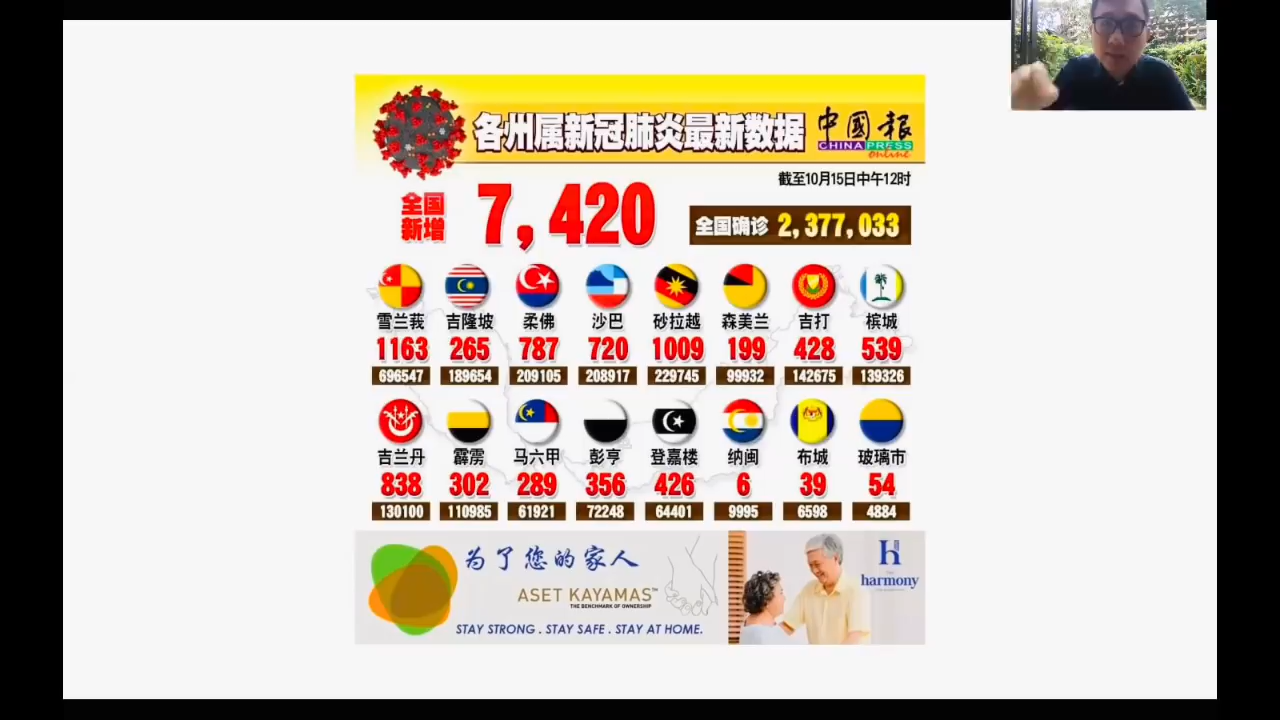 各州属新冠肺炎最新数据
中國報
CHINA PRESS
online
截至10月15日中午12时
全国
新增
7,420
全国确诊 2,377,033
雪兰莪 吉隆坡 柔佛 沙巴 砂拉越 森美兰 吉打 槟城
1163 265 787 720 1009 199 428 539
696547 189654 209105 208917 229745 99932 142675 139326
吉兰丹 霹雳 马六甲 彭亨 登嘉楼 纳闽 布城 玻璃市
838 302 289 356 426 6 39 54
130100 110985 61921 72248 64401 9995 6598 4884
为了您的家人
ASET KAYAMAS™
THE BENCHMARK OF OWNERSHIP
STAY STRONG . STAY SAFE . STAY AT HOME.
harmony